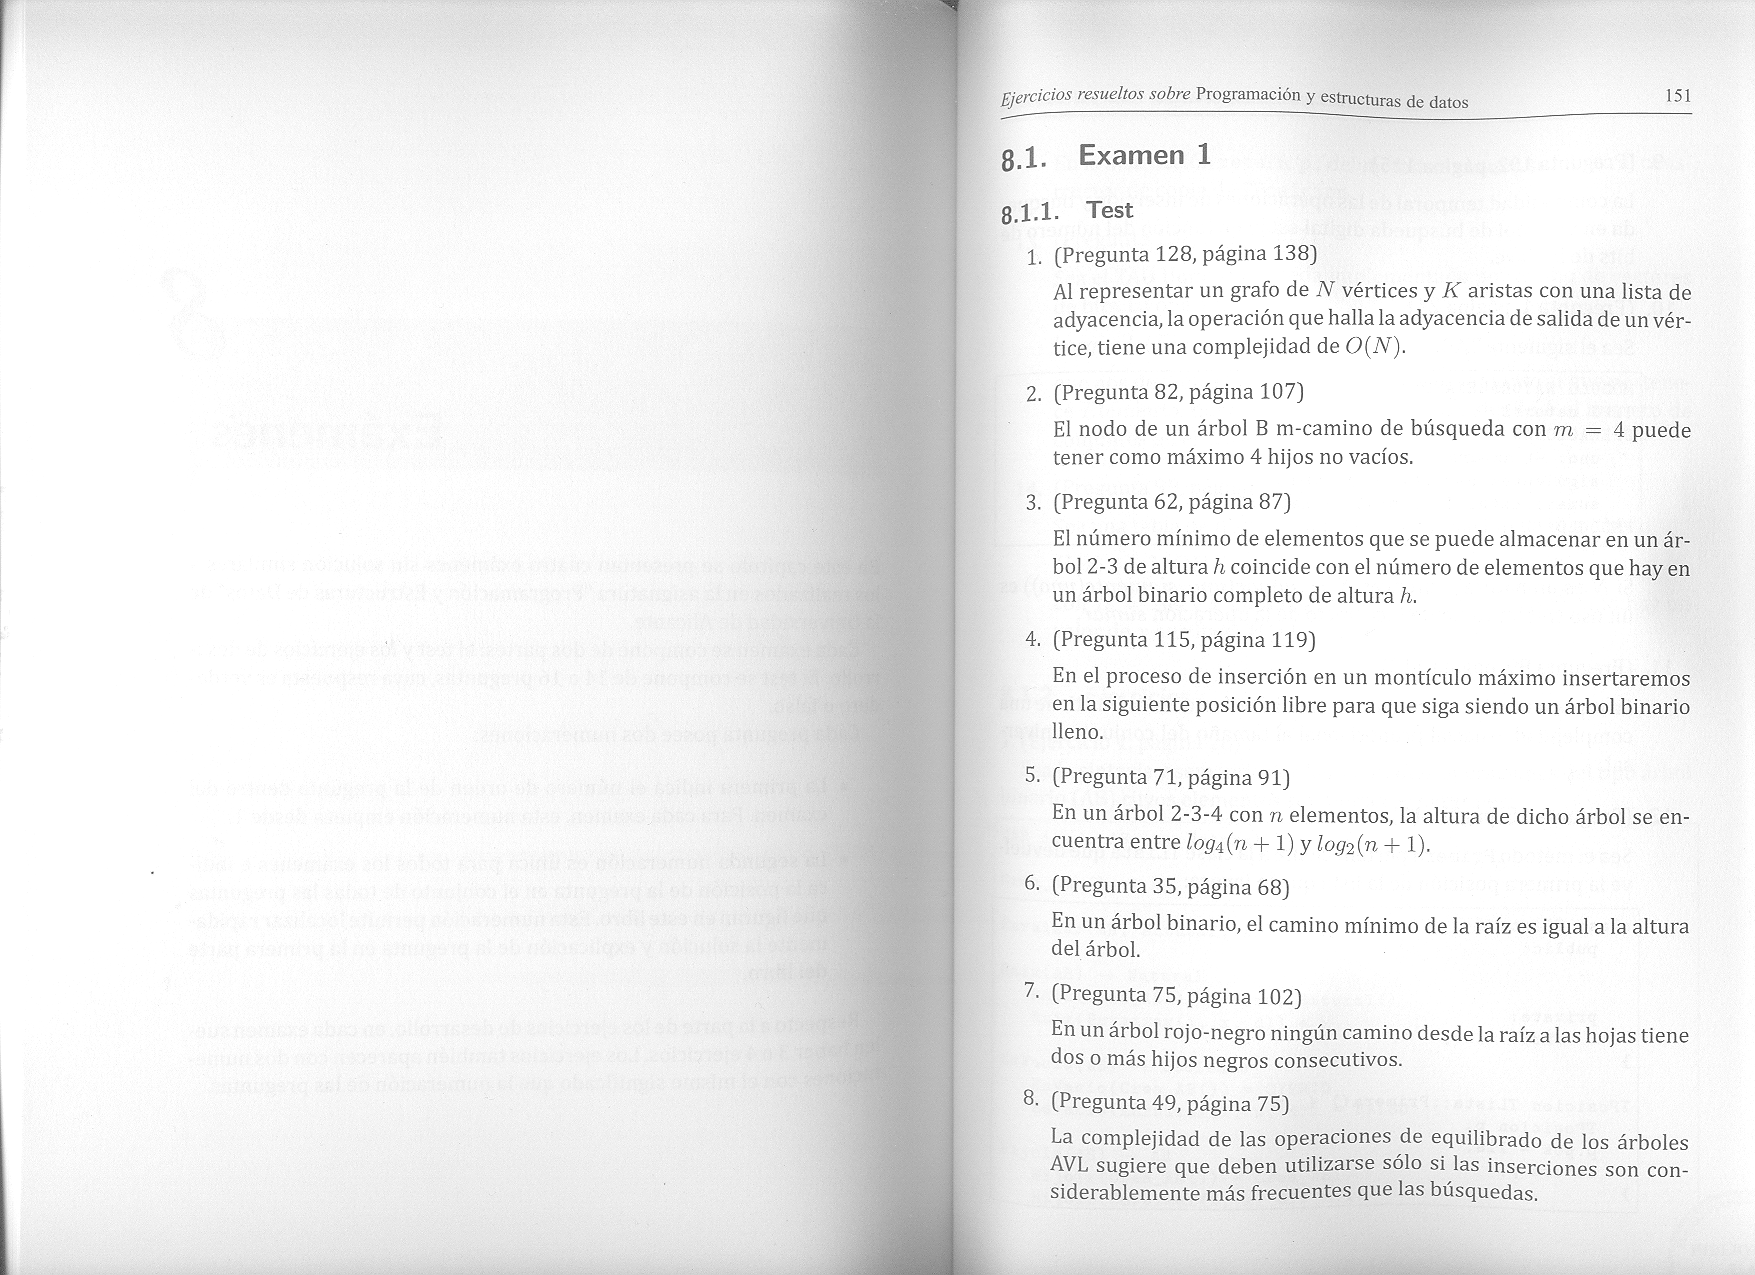 Ejercicios resueltos sobre Programación y estructuras de datos 151
8.1. Examen 1
8.1.1. Test
1. (Pregunta 128, página 138)
Al representar un grafo de N vértices y K aristas con una lista de
adyacencia, la operación que halla la adyacencia de salida de un vér-
tice, tiene una complejidad de O(N).
2. (Pregunta 82, página 107)
El nodo de un árbol B m-camino de búsqueda con m = 4 puede
tener como máximo 4 hijos no vacíos.
3. (Pregunta 62, página 87)
El número mínimo de elementos que se puede almacenar en un ár-
bol 2-3 de altura h coincide con el número de elementos que hay en
un árbol binario completo de altura h.
4. (Pregunta 115, página 119)
En el proceso de inserción en un montículo máximo insertaremos
en la siguiente posición libre para que siga siendo un árbol binario
lleno.
5. (Pregunta 71, página 91)
En un árbol 2-3-4 con n elementos, la altura de dicho árbol se en-
cuentra entre log₄(n + 1) y log₂(n + 1).
6. (Pregunta 35, página 68)
En un árbol binario, el camino mínimo de la raíz es igual a la altura
del árbol.
7. (Pregunta 75, página 102)
En un árbol rojo-negro ningún camino desde la raíz a las hojas tiene
dos o más hijos negros consecutivos.
8. (Pregunta 49, página 75)
La complejidad de las operaciones de equilibrado de los árboles
AVL sugiere que deben utilizarse sólo si las inserciones son con-
siderablemente más frecuentes que las búsquedas.